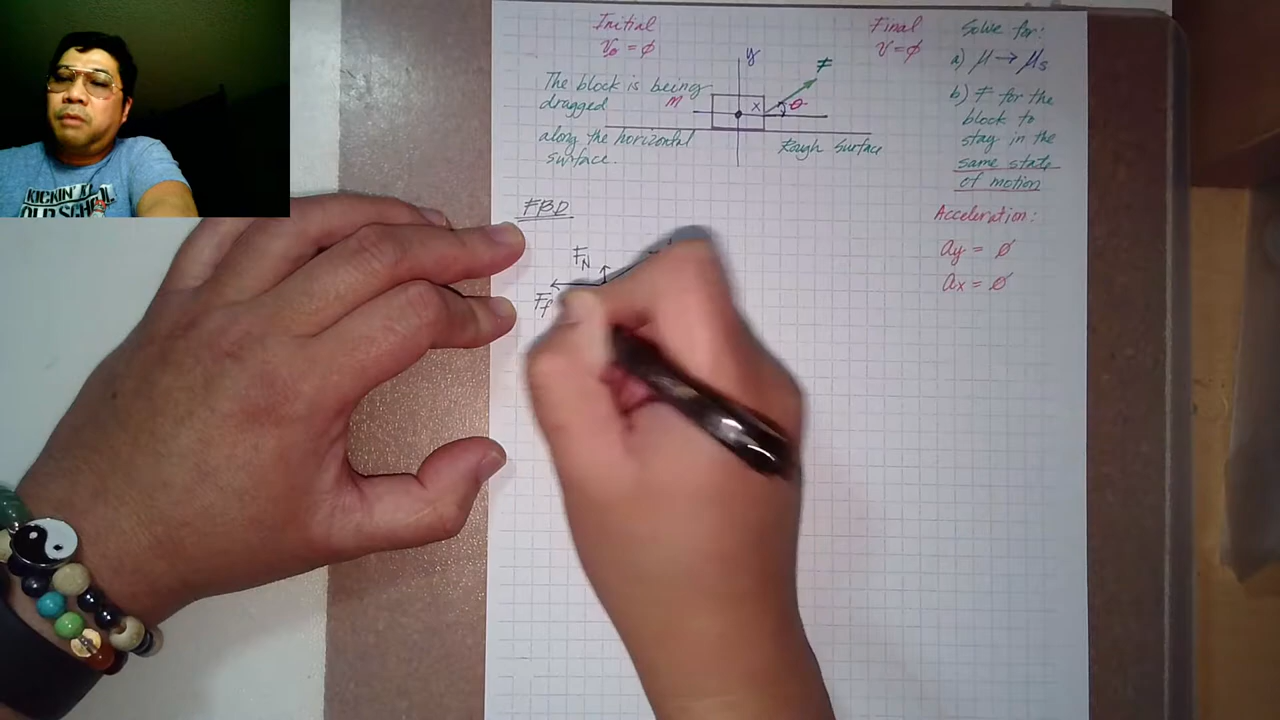 Initial
v₀ = ϕ
The block is being
dragged
along the horizontal
surface.
M
y
x
F
θ
Rough Surface
Final
v = ϕ
Solve for:
a) μ → μs
b) F for the
block to
stay in the
same state
of motion
Acceleration:
ay = ϕ
ax = ϕ
FBD
FN
Ff
KICKIN' IT
OLD SCHOOL